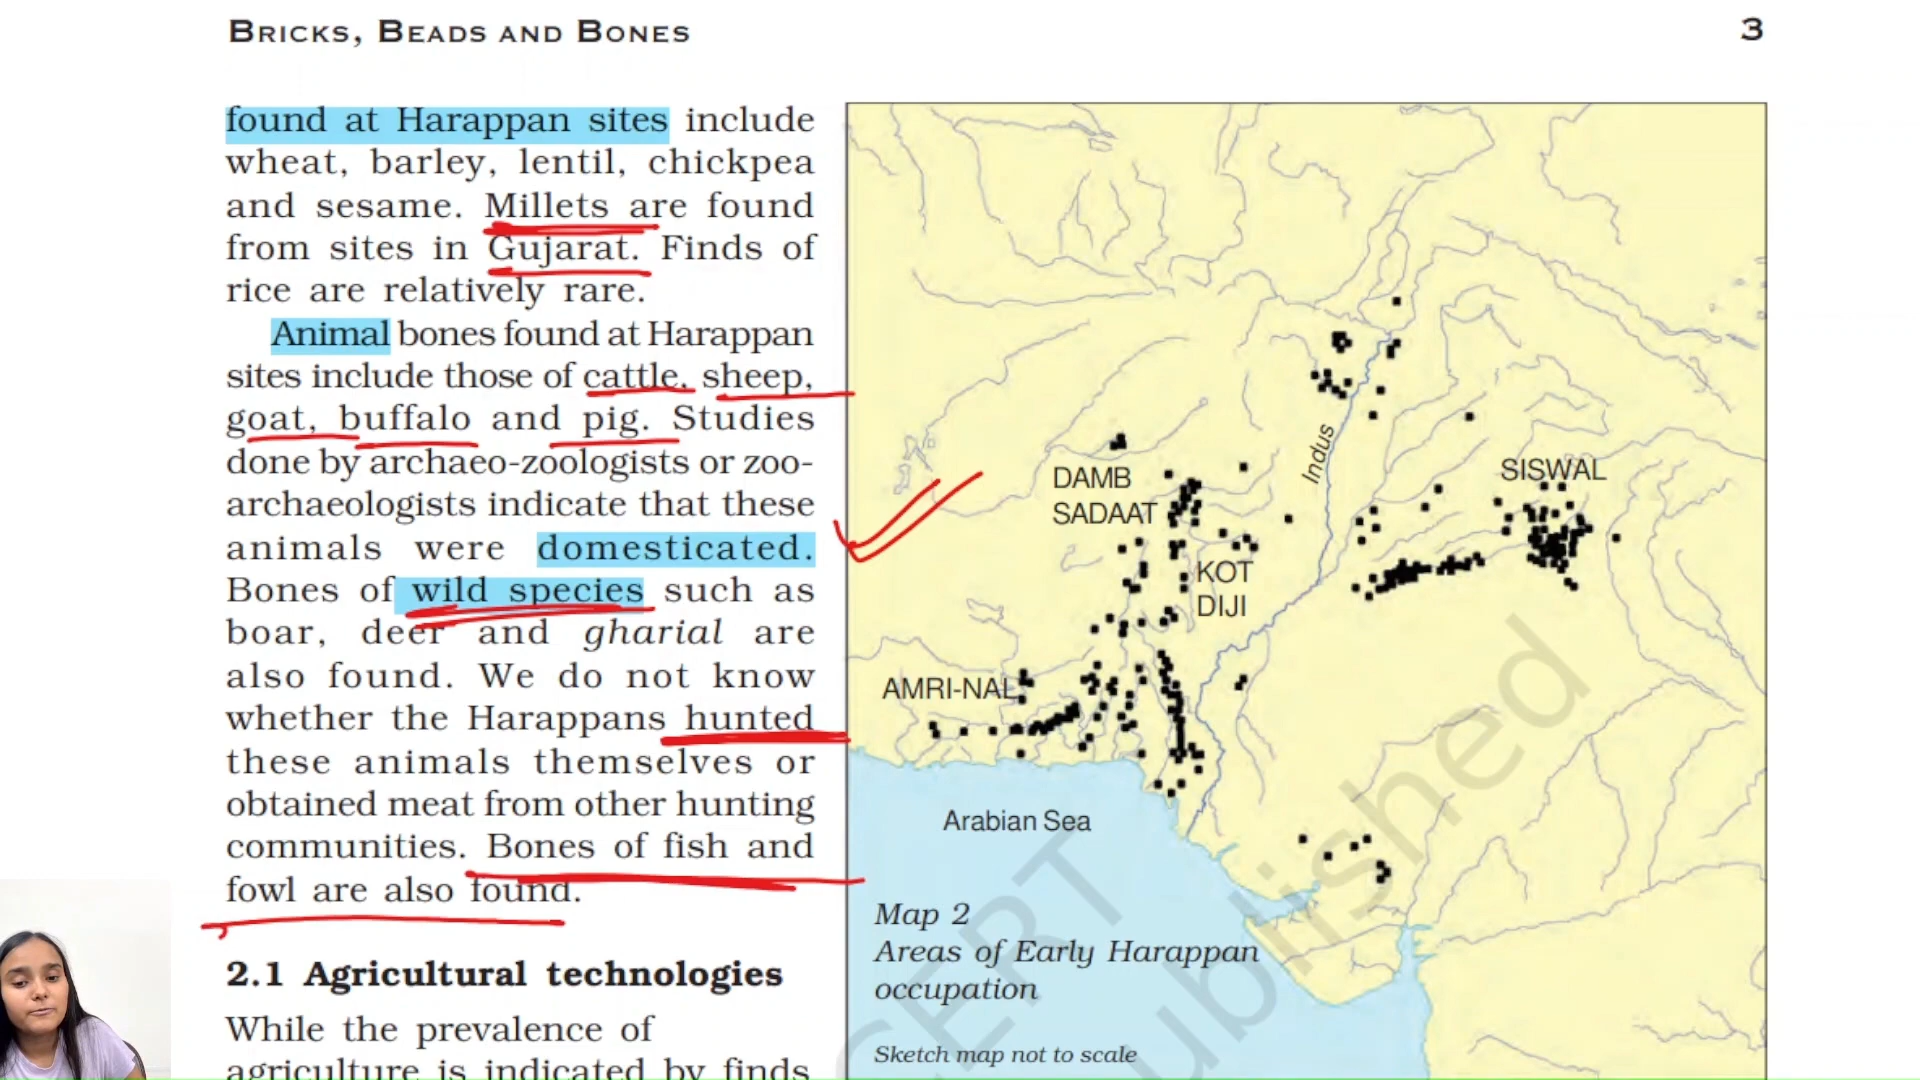 BRICKS, BEADS AND BONES
3
found at Harappan sites include
wheat, barley, lentil, chickpea
and sesame. Millets are found
from sites in Gujarat. Finds of
rice are relatively rare.
Animal bones found at Harappan
sites include those of cattle, sheep,
goat, buffalo and pig. Studies
done by archaeo-zoologists or zoo-
archaeologists indicate that these
animals were domesticated.
Bones of wild species such as
boar, deer and gharial are
also found. We do not know
whether the Harappans hunted
these animals themselves or
obtained meat from other hunting
communities. Bones of fish and
fowl are also found.
2.1 Agricultural technologies
While the prevalence of
agriculture is indicated by finds
Indus
SISWAL
DAMB
SADAAT
KOT
DIJI
AMRI-NAL
Arabian Sea
Map 2
Areas of Early Harappan
occupation
Sketch map not to scale